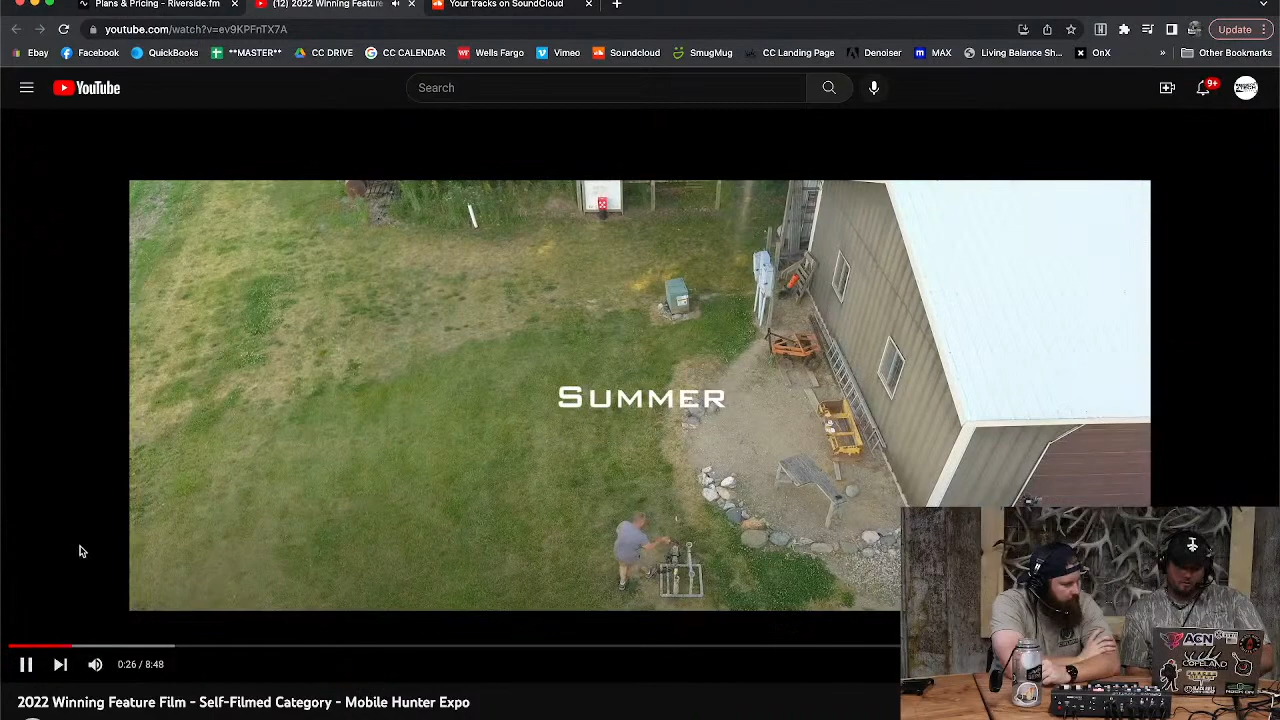 Plans & Pricing - Riverside.fm
(12) 2022 Winning Feature
Your tracks on SoundCloud
youtube.com/watch?v=ev9KPFnTX7A
Update
Ebay
Facebook
QuickBooks
**MASTER**
CC DRIVE
CC CALENDAR
Wells Fargo
Vimeo
Soundcloud
SmugMug
CC Landing Page
Denoiser
MAX
Living Balance Sh...
OnX
»
Other Bookmarks
YouTube
Search
9+
SUMMER
0:26 / 8:48
2022 Winning Feature Film - Self-Filmed Category - Mobile Hunter Expo
ACN
COPELAND